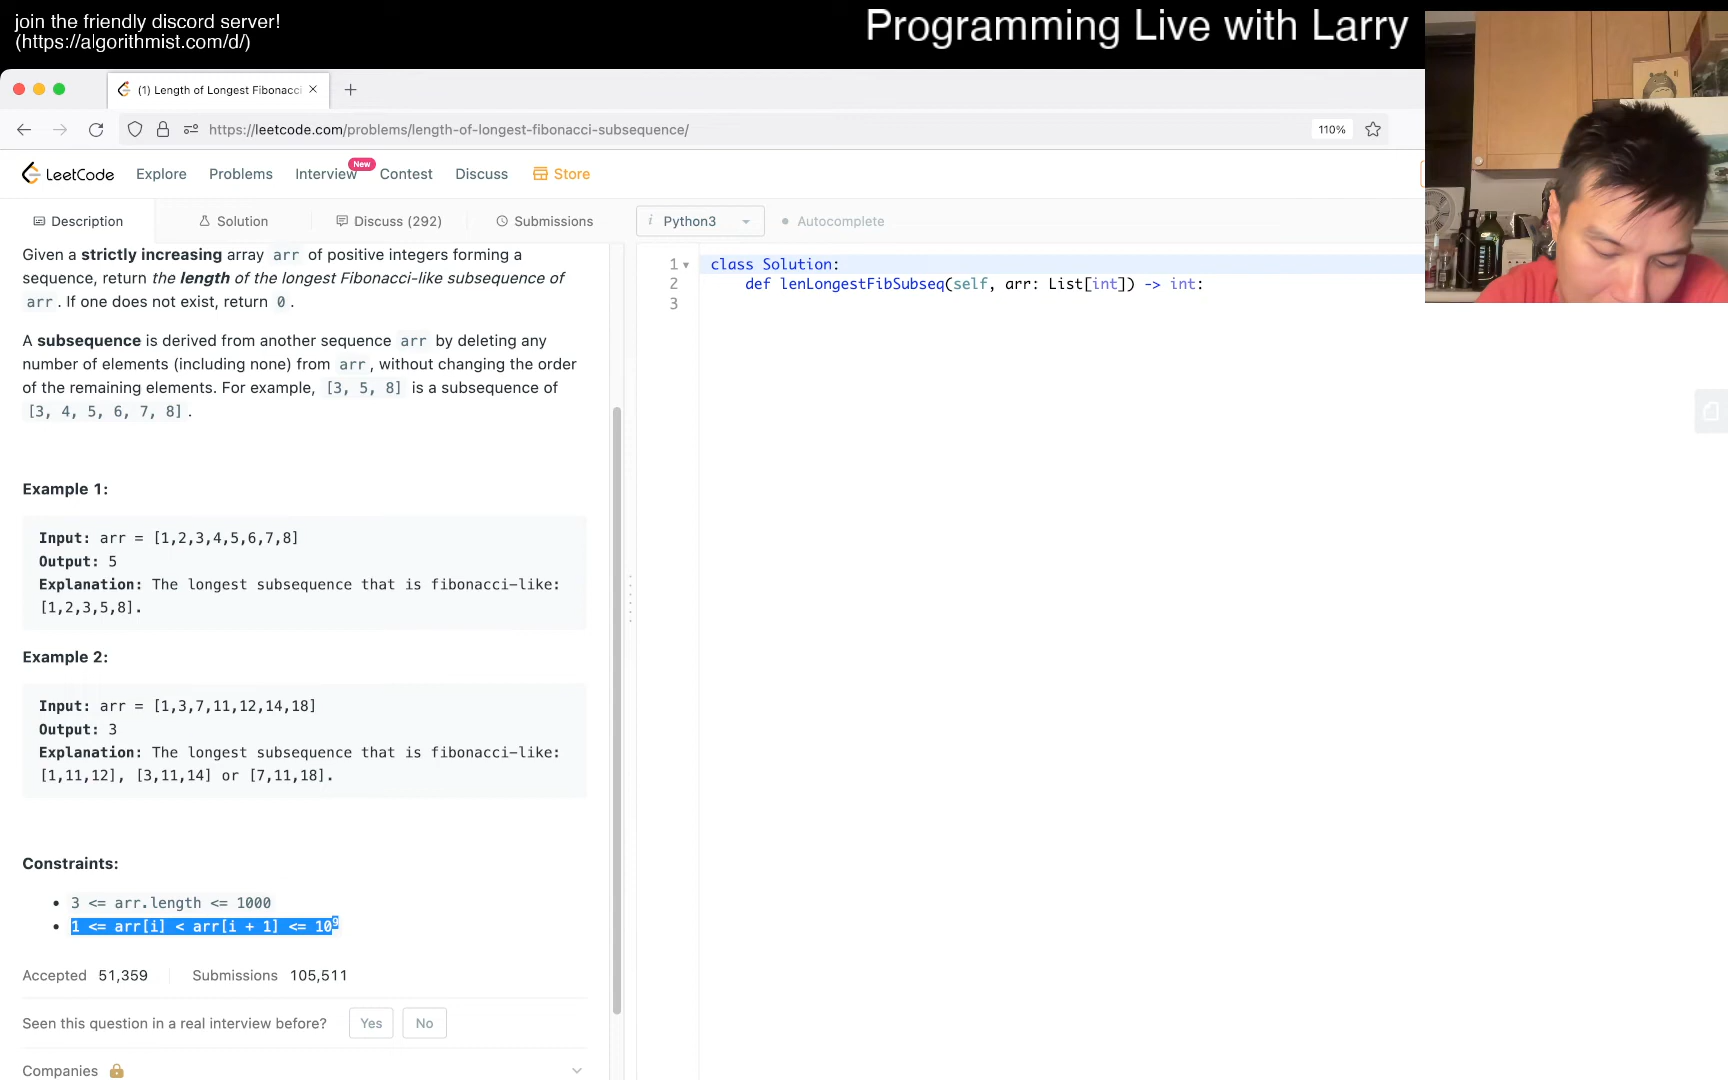 join the friendly discord server!
(https://algorithmist.com/d/)
Programming Live with Larry
(1) Length of Longest Fibonacci
https://leetcode.com/problems/length-of-longest-fibonacci-subsequence/
110%
LeetCode
Explore
Problems
Interview
New
Contest
Discuss
Store
Description
Solution
Discuss (292)
Submissions
i Python3
Autocomplete
Given a strictly increasing array arr of positive integers forming a
sequence, return the length of the longest Fibonacci-like subsequence of
arr. If one does not exist, return 0.
A subsequence is derived from another sequence arr by deleting any
number of elements (including none) from arr, without changing the order
of the remaining elements. For example, [3, 5, 8] is a subsequence of
[3, 4, 5, 6, 7, 8].
Example 1:
Input: arr = [1,2,3,4,5,6,7,8]
Output: 5
Explanation: The longest subsequence that is fibonacci-like:
[1,2,3,5,8].
Example 2:
Input: arr = [1,3,7,11,12,14,18]
Output: 3
Explanation: The longest subsequence that is fibonacci-like:
[1,11,12], [3,11,14] or [7,11,18].
Constraints:
3 <= arr.length <= 1000
1 <= arr[i] < arr[i + 1] <= 10⁹
Accepted 51,359
Submissions 105,511
Seen this question in a real interview before?
Yes
No
Companies
1 class Solution:
2 def lenLongestFibSubseq(self, arr: List[int]) -> int:
3